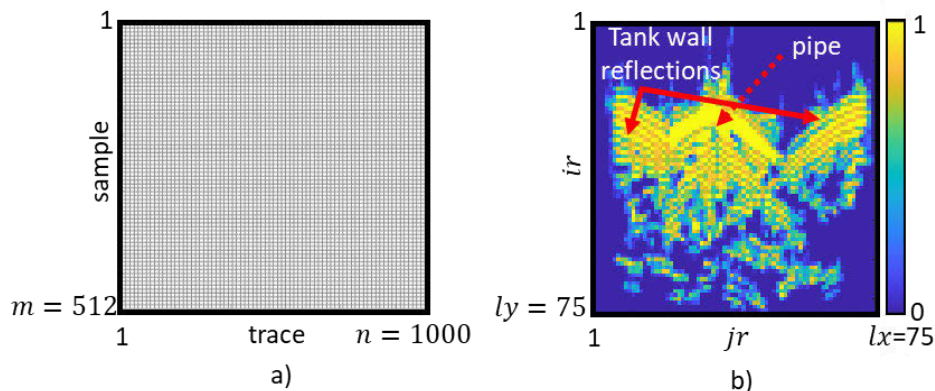 1
sample
m = 512
1
trace
n = 1000
a)
1
Tank wall
reflections
pipe
ir
ly = 75
1
jr
lx=75
1
0
b)